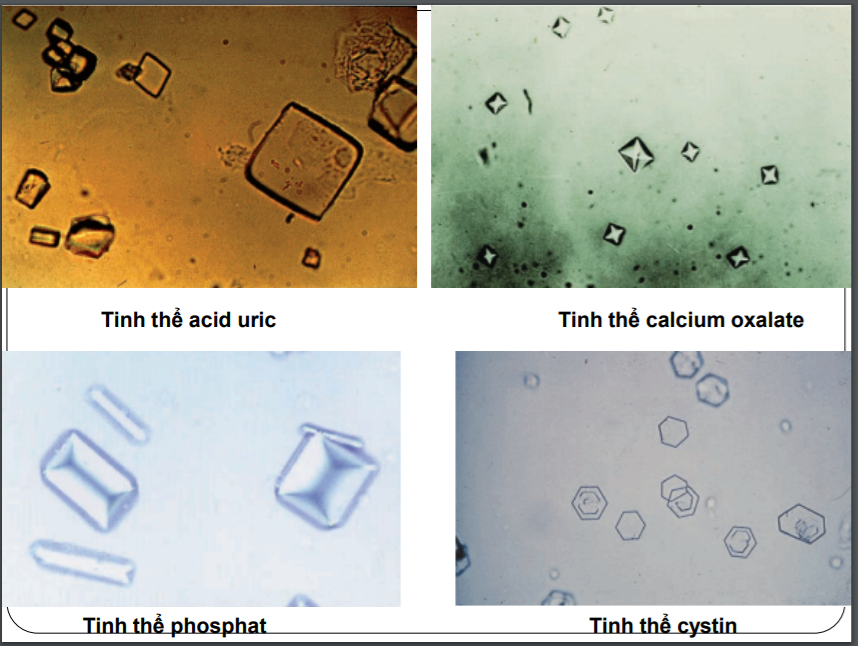 Tinh thể acid uric
Tinh thể calcium oxalate
Tinh thể phosphat
Tinh thể cystin